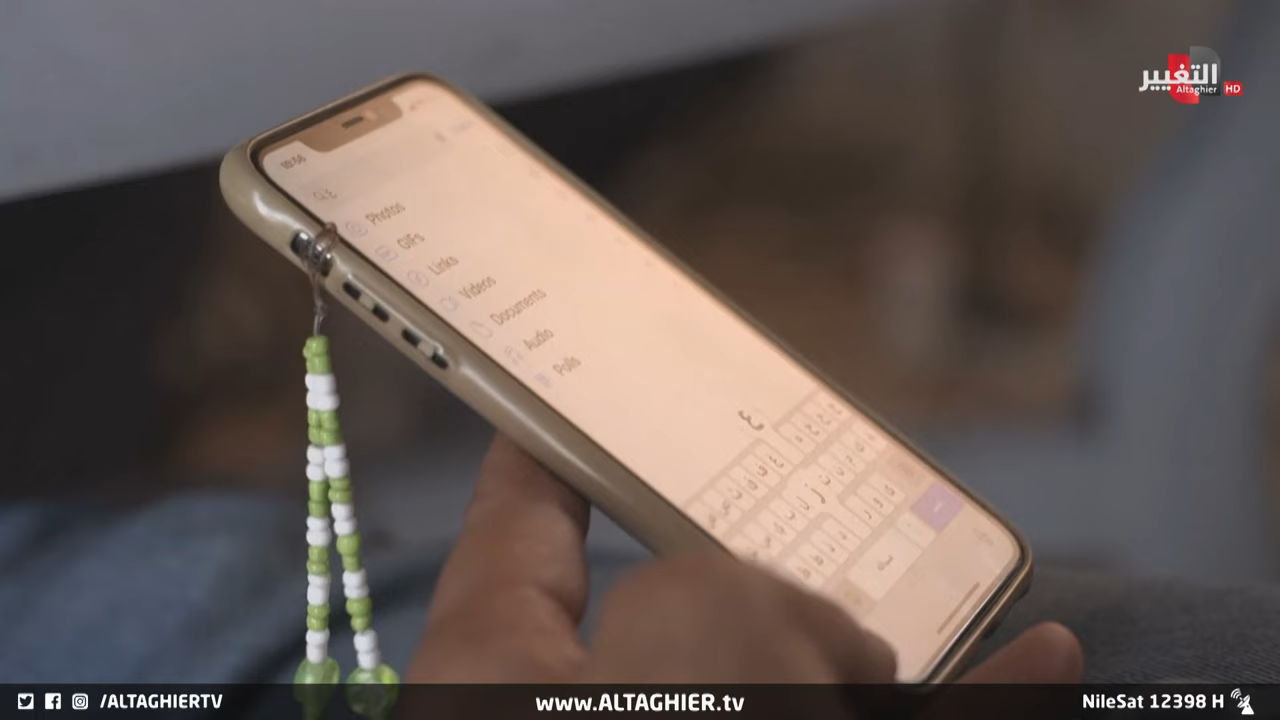 التغيير
Altaghier HD
Photos
GIFs
Links
Videos
Documents
Audio
Polls
ع
/ALTAGHIERTV
www.ALTAGHIER.tv
NileSat 12398 H